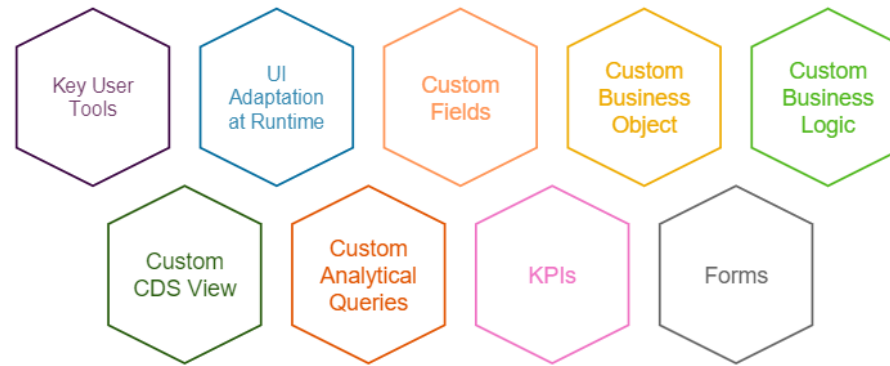 Key User
Tools
UI
Adaptation
at Runtime
Custom
Fields
Custom
Business
Object
Custom
Business
Logic
Custom
CDS View
Custom
Analytical
Queries
KPIs
Forms